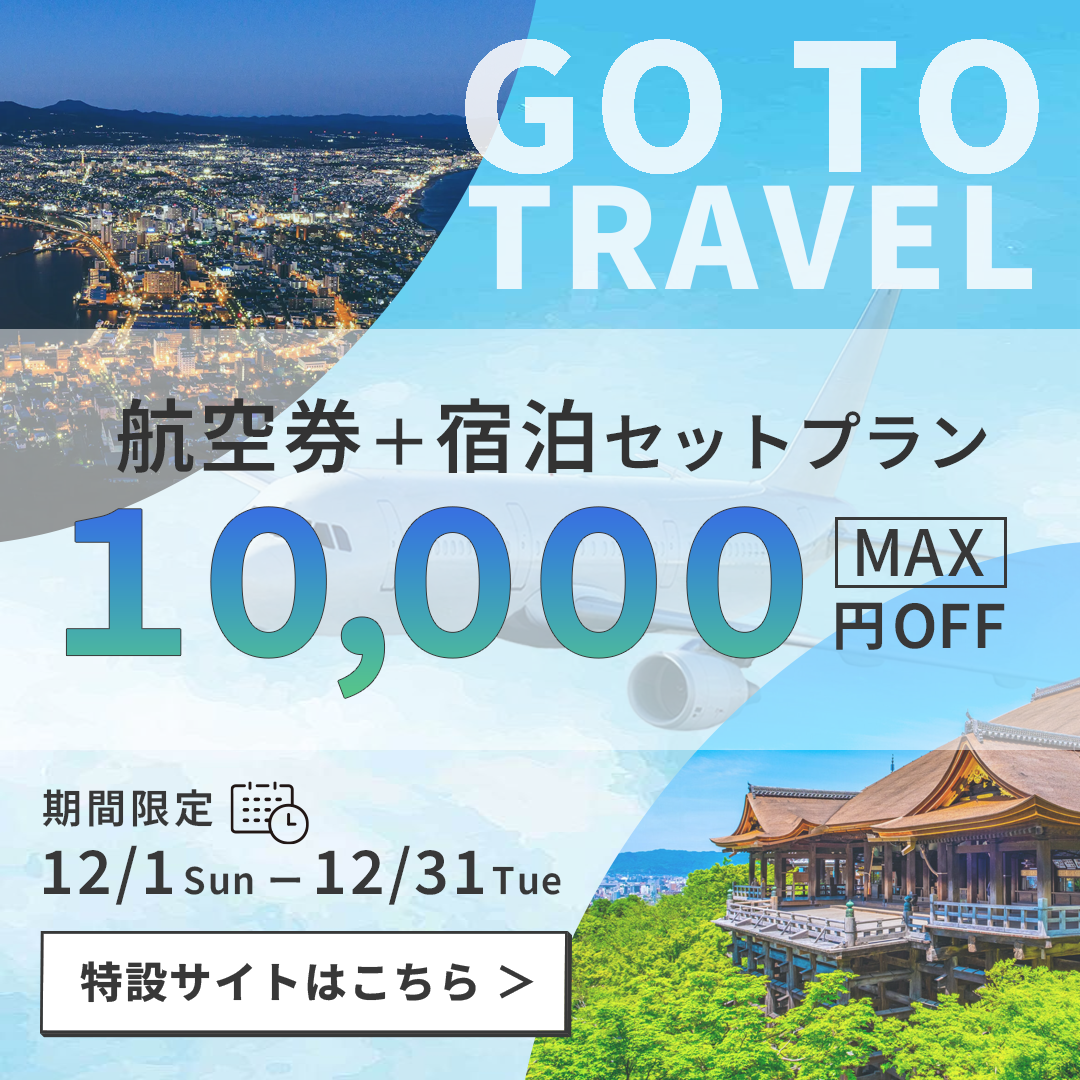 GO TO
TRAVEL
航空券＋宿泊セットプラン
10,000
MAX
円OFF
期間限定
12/1 Sun – 12/31 Tue
特設サイトはこちら ＞